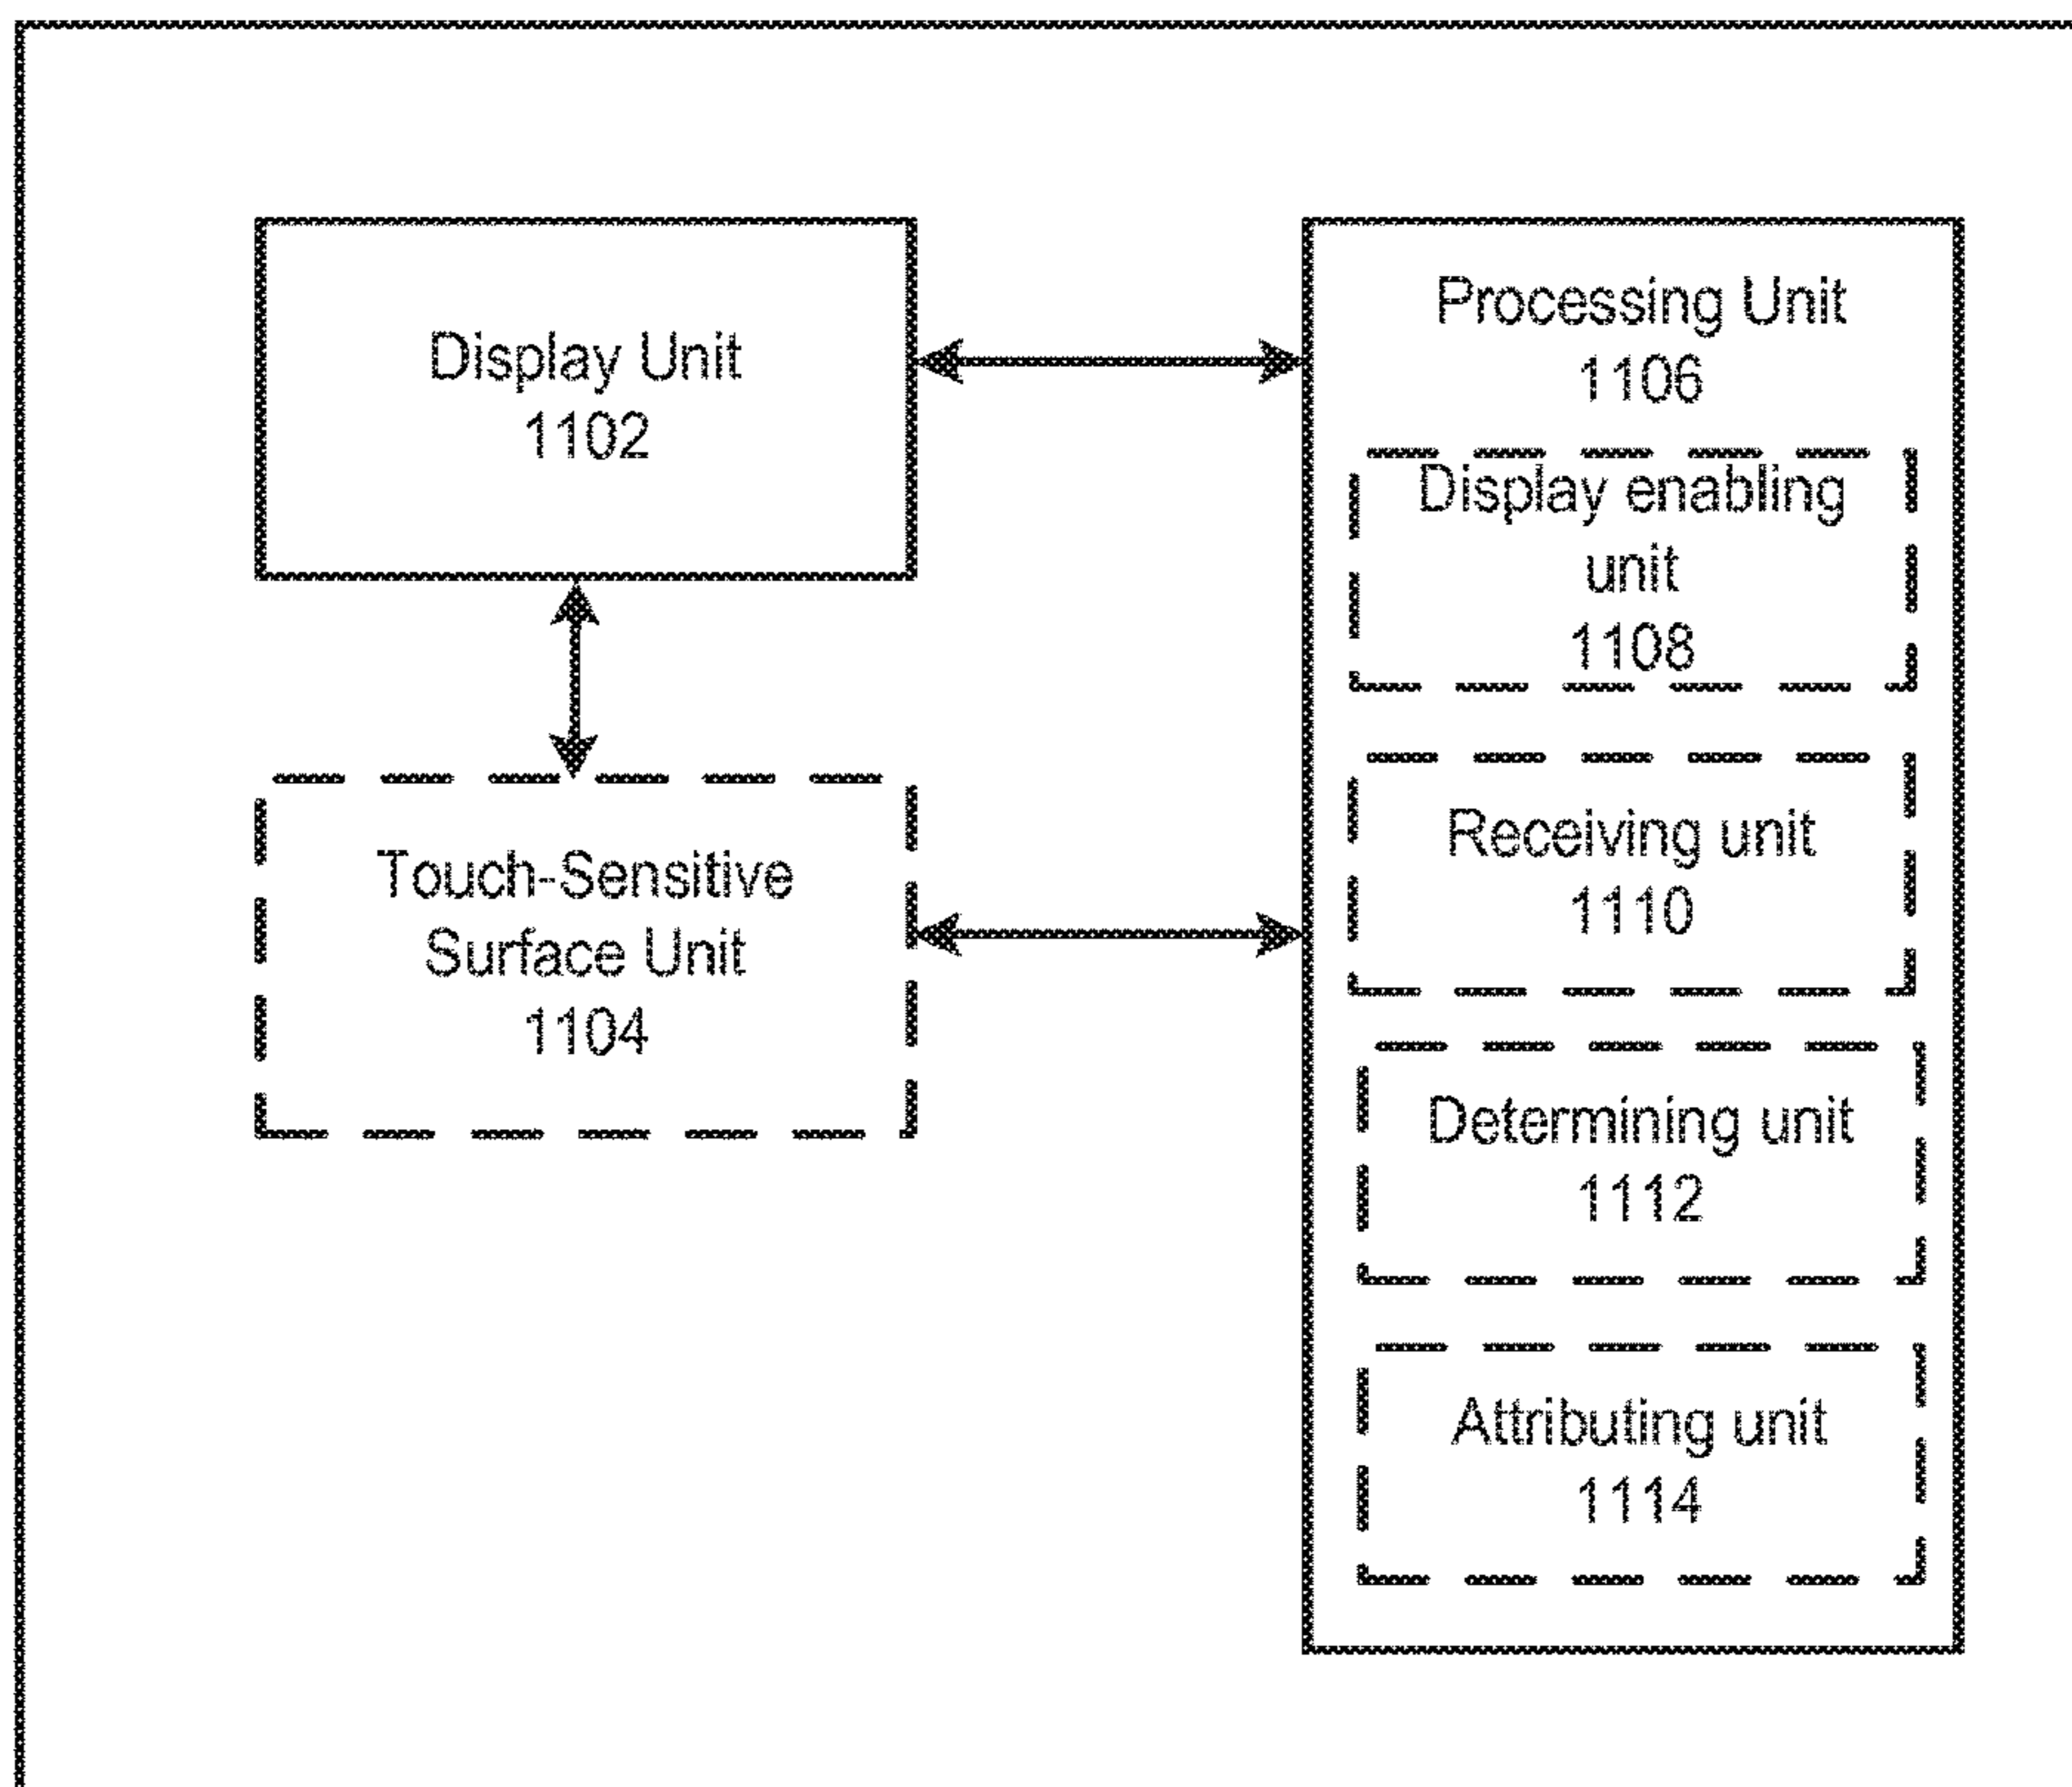 Display Unit
1102
Touch-Sensitive
Surface Unit
1104
Processing Unit
1106
Display enabling
unit
1108
Receiving unit
1110
Determining unit
1112
Attributing unit
1114